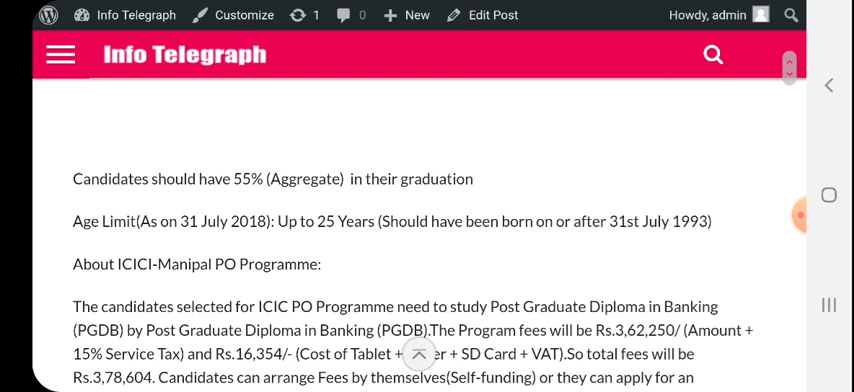 Info Telegraph Customize 1 0 New Edit Post Howdy, admin
Info Telegraph
Candidates should have 55% (Aggregate) in their graduation
Age Limit(As on 31 July 2018): Up to 25 Years (Should have been born on or after 31st July 1993)
About ICICI-Manipal PO Programme:
The candidates selected for ICIC PO Programme need to study Post Graduate Diploma in Banking
(PGDB) by Post Graduate Diploma in Banking (PGDB).The Program fees will be Rs.3,62,250/ (Amount +
15% Service Tax) and Rs.16,354/- (Cost of Tablet + er + SD Card + VAT).So total fees will be
Rs.3,78,604. Candidates can arrange Fees by themselves(Self-funding) or they can apply for an